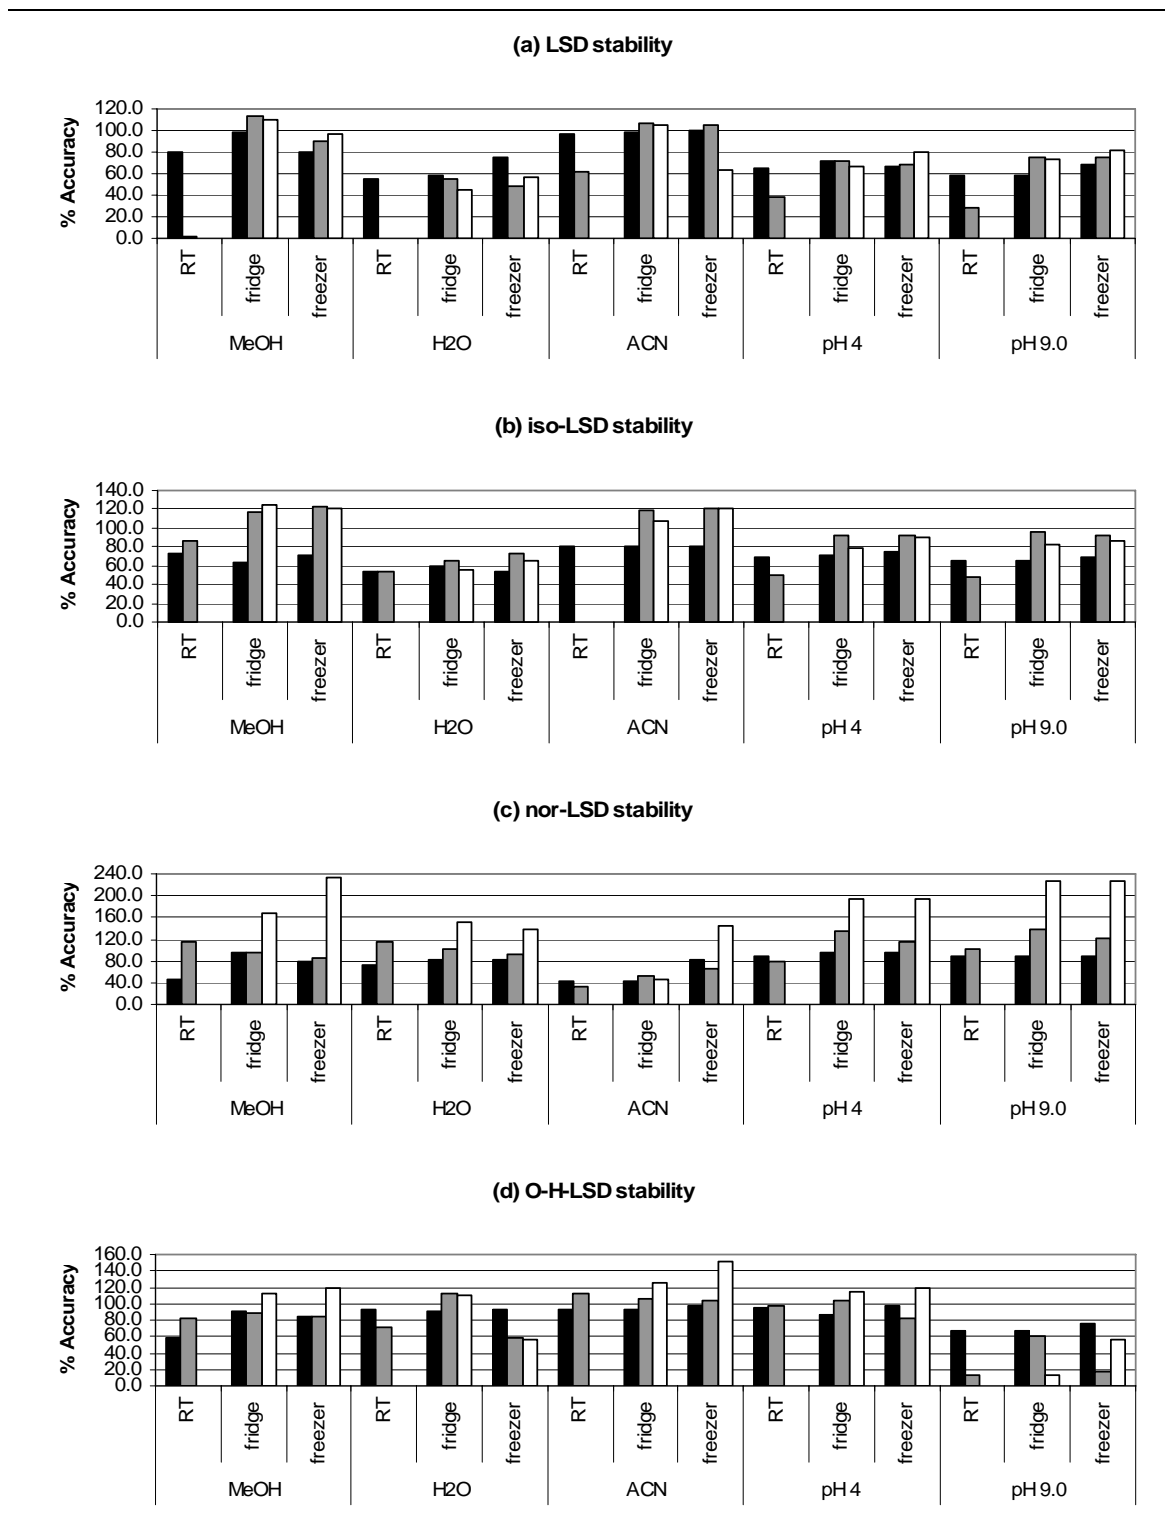 (a) LSD stability
% Accuracy
120.0
100.0
80.0
60.0
40.0
20.0
0.0
RT fridge freezer RT fridge freezer RT fridge freezer RT fridge freezer RT fridge freezer
MeOH H2O ACN pH 4 pH 9.0
(b) iso-LSD stability
% Accuracy
140.0
120.0
100.0
80.0
60.0
40.0
20.0
0.0
RT fridge freezer RT fridge freezer RT fridge freezer RT fridge freezer RT fridge freezer
MeOH H2O ACN pH 4 pH 9.0
(c) nor-LSD stability
% Accuracy
240.0
200.0
160.0
120.0
80.0
40.0
0.0
RT fridge freezer RT fridge freezer RT fridge freezer RT fridge freezer RT fridge freezer
MeOH H2O ACN pH 4 pH 9.0
(d) O-H-LSD stability
% Accuracy
160.0
140.0
120.0
100.0
80.0
60.0
40.0
20.0
0.0
RT fridge freezer RT fridge freezer RT fridge freezer RT fridge freezer RT fridge freezer
MeOH H2O ACN pH 4 pH 9.0